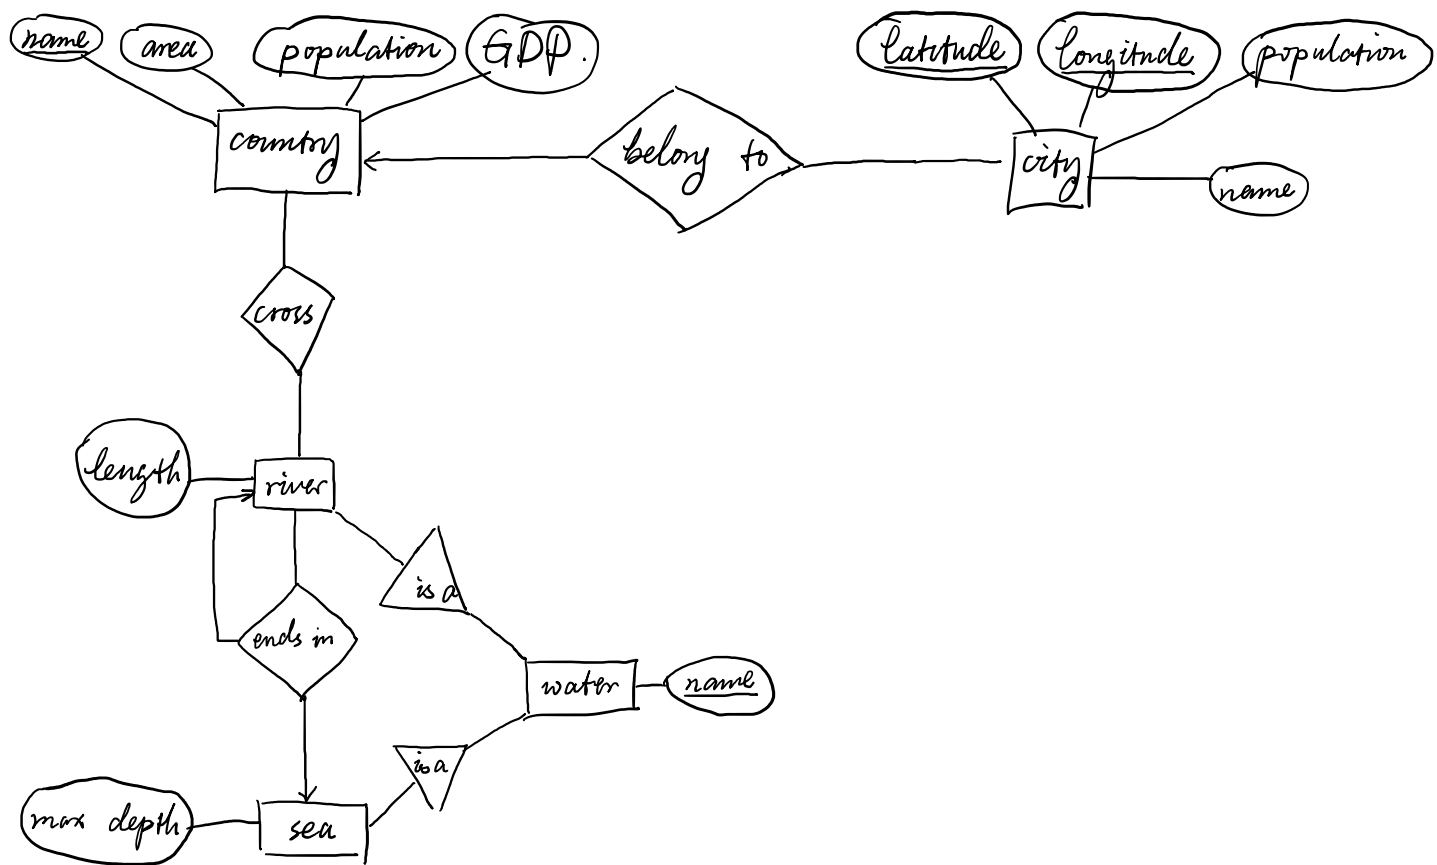 name area population GDP.
latitude longitude population
country
belong to
city
name
cross
length
river
is a
ends in
water
name
is a
max depth
sea